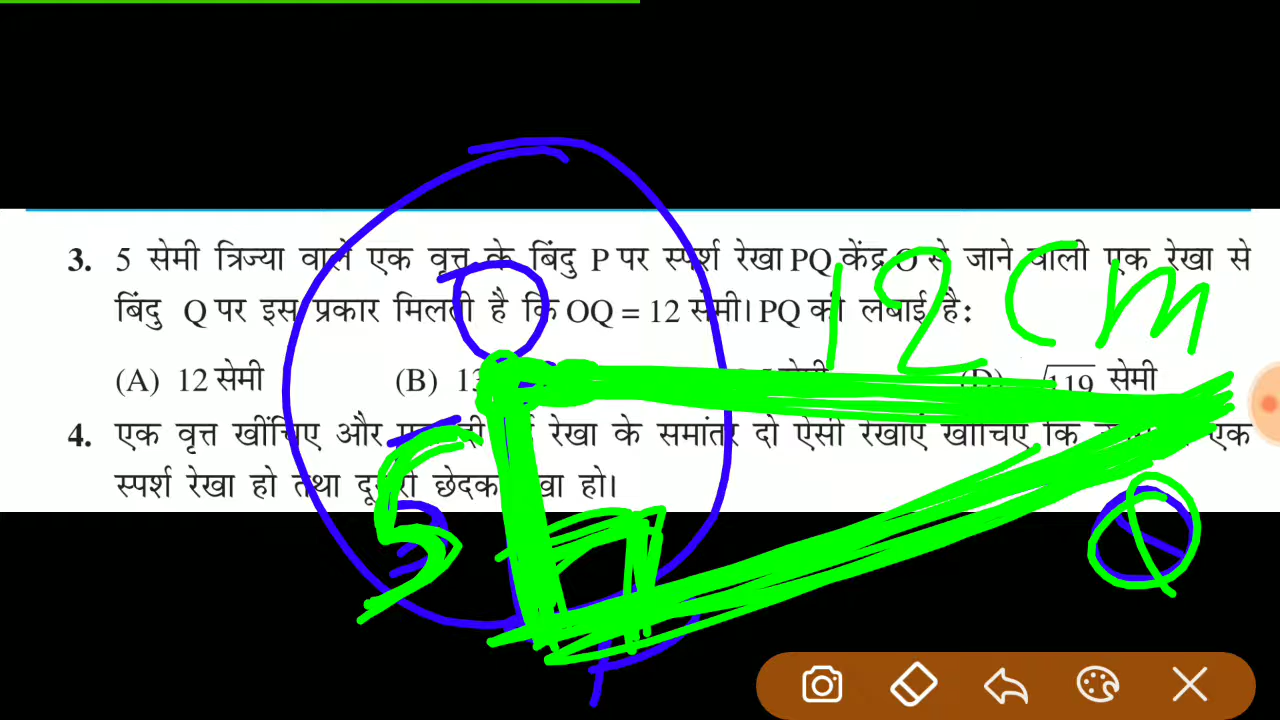 3. 5 सेमी त्रिज्या वाले एक वृत्त के बिंदु P पर स्पर्श रेखा PQ केंद्र O से जाने वाली एक रेखा से
बिंदु Q पर इस प्रकार मिलती है कि OQ = 12 सेमी। PQ की लंबाई है:
12 Cm
O
(A) 12 सेमी (B) सेमी (D) √119 सेमी
4. एक वृत्त खींचिए और रेखा के समांतर दो ऐसी रेखाएँ खींचिए कि एक
स्पर्श रेखा हो तथा दूसरी छेदक रेखा हो।
5
Q